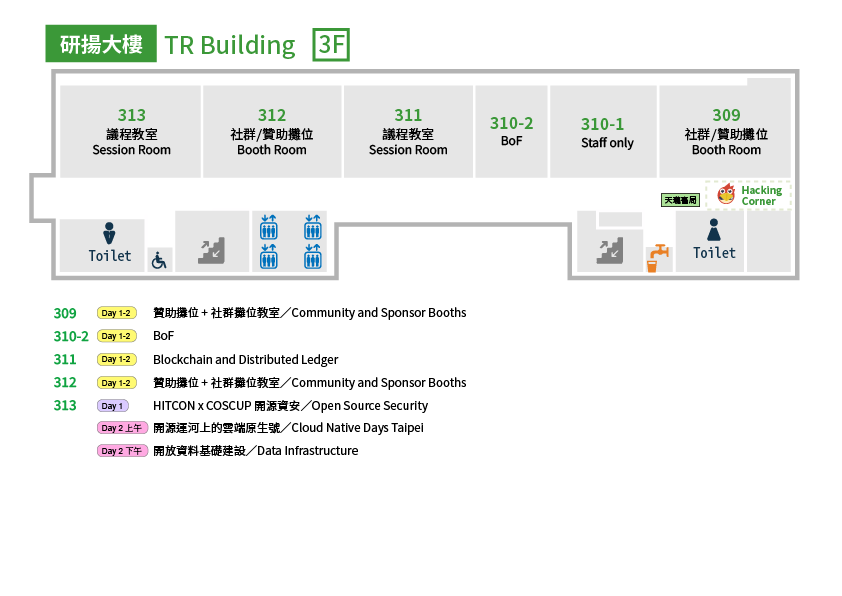 研揚大樓 TR Building 3F
313
議程教室
Session Room
312
社群/贊助攤位
Booth Room
311
議程教室
Session Room
310-2
BoF
310-1
Staff only
309
社群/贊助攤位
Booth Room
天瓏書局
Hacking
Corner
Toilet
Toilet
309 Day 1-2 贊助攤位 + 社群攤位教室／Community and Sponsor Booths
310-2 Day 1-2 BoF
311 Day 1-2 Blockchain and Distributed Ledger
312 Day 1-2 贊助攤位 + 社群攤位教室／Community and Sponsor Booths
313 Day 1 HITCON x COSCUP 開源資安／Open Source Security
Day 2 上午 開源運河上的雲端原生號／Cloud Native Days Taipei
Day 2 下午 開放資料基礎建設／Data Infrastructure